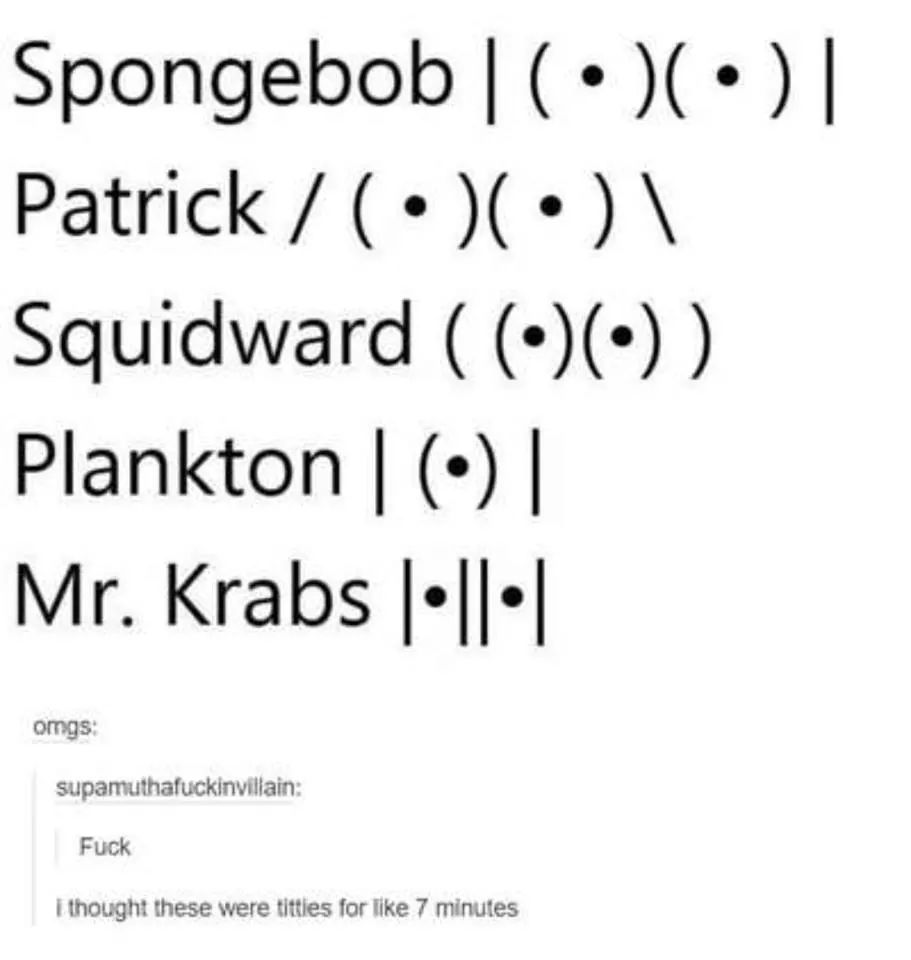 Spongebob | ( • )( • ) |
Patrick / ( • )( • ) \
Squidward ( (•)(•) )
Plankton | (•) |
Mr. Krabs |•||•|
omgs:
supamuthafuckinvillain:
Fuck
i thought these were titties for like 7 minutes